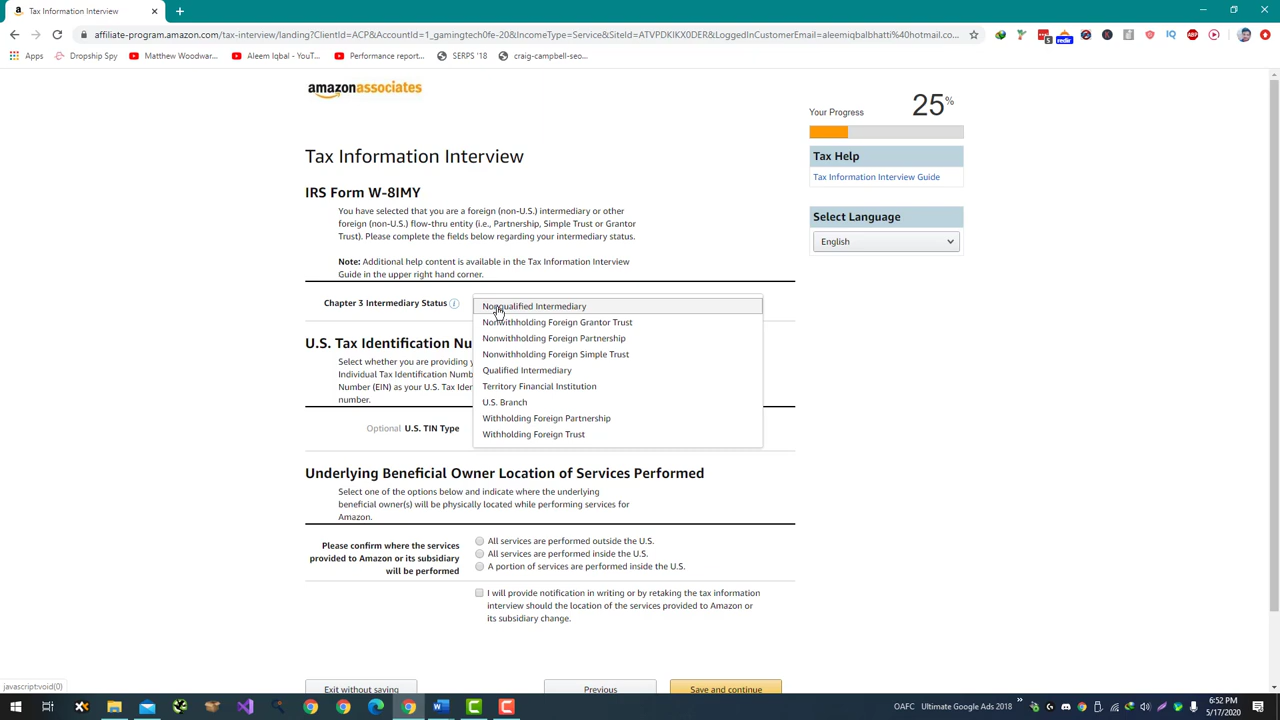 Tax Information Interview
affiliate-program.amazon.com/tax-interview/landing?ClientId=ACP&AccountId=1_gamingtech0fe-20&IncomeType=Service&SiteId=ATVPDKIKX0DER&LoggedInCustomerEmail=aleemiqbalbhatti%40hotmail.co...
Apps
Dropship Spy
Matthew Woodwar...
Aleem Iqbal - YouT...
Performance report...
SERPS '18
craig-campbell-seo...
amazonassociates
Your Progress 25%
Tax Help
Tax Information Interview Guide
Select Language
English
Tax Information Interview
IRS Form W-8IMY
You have selected that you are a foreign (non-U.S.) intermediary or other
foreign (non-U.S.) flow-thru entity (i.e., Partnership, Simple Trust or Grantor
Trust). Please complete the fields below regarding your intermediary status.
Note: Additional help content is available in the Tax Information Interview
Guide in the upper right hand corner.
Chapter 3 Intermediary Status
Nonqualified Intermediary
Nonwithholding Foreign Grantor Trust
Nonwithholding Foreign Partnership
Nonwithholding Foreign Simple Trust
Qualified Intermediary
Territory Financial Institution
U.S. Branch
Withholding Foreign Partnership
Withholding Foreign Trust
U.S. Tax Identification Nu
Select whether you are providing y
Individual Tax Identification Numb
Number (EIN) as your U.S. Tax Ide
number.
Optional U.S. TIN Type
Underlying Beneficial Owner Location of Services Performed
Select one of the options below and indicate where the underlying
beneficial owner(s) will be physically located while performing services for
Amazon.
Please confirm where the services
provided to Amazon or its subsidiary
will be performed
All services are performed outside the U.S.
All services are performed inside the U.S.
A portion of services are performed inside the U.S.
I will provide notification in writing or by retaking the tax information
interview should the location of the services provided to Amazon or
its subsidiary change.
Exit without saving
Previous
Save and continue
javascript:void(0)
OAFC
Ultimate Google Ads 2018
6:52 PM
5/17/2020